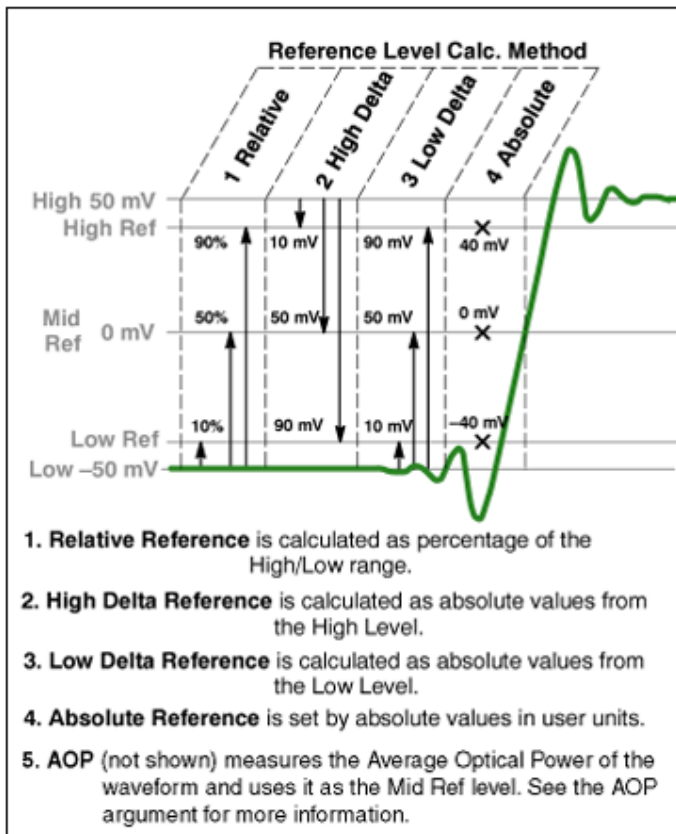 Reference Level Calc. Method
1 Relative
2 High Delta
3 Low Delta
4 Absolute
High 50 mV
High Ref
90%
10 mV
90 mV
40 mV
Mid
Ref
0 mV
50%
50 mV
50 mV
0 mV
10%
90 mV
10 mV
–40 mV
Low Ref
Low –50 mV
1. Relative Reference is calculated as percentage of the
High/Low range.
2. High Delta Reference is calculated as absolute values from
the High Level.
3. Low Delta Reference is calculated as absolute values from
the Low Level.
4. Absolute Reference is set by absolute values in user units.
5. AOP (not shown) measures the Average Optical Power of the
waveform and uses it as the Mid Ref level. See the AOP
argument for more information.